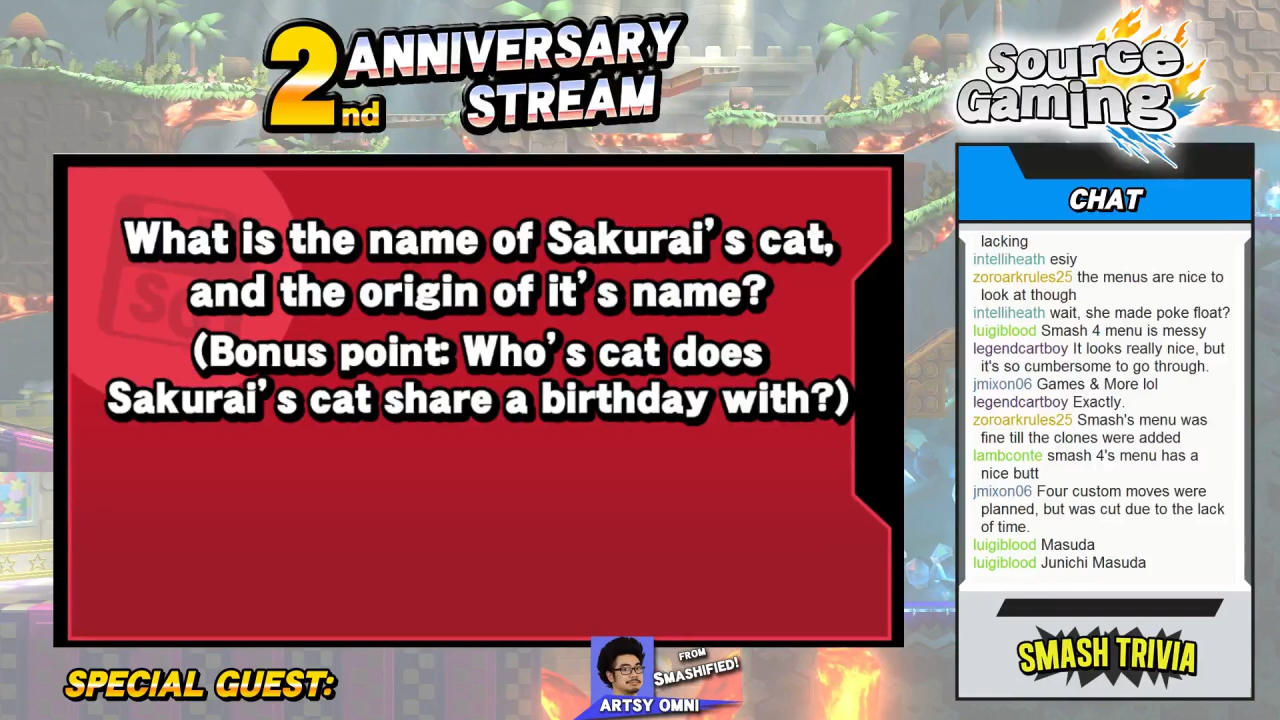 2nd ANNIVERSARY
STREAM
Source
Gaming
What is the name of Sakurai's cat,
and the origin of it's name?
(Bonus point: Who's cat does
Sakurai's cat share a birthday with?)
CHAT
lacking
intelliheath esiy
zoroarkrules25 the menus are nice to
look at though
intelliheath wait, she made poke float?
luigiblood Smash 4 menu is messy
legendcartboy It looks really nice, but
it's so cumbersome to go through.
jmixon06 Games & More lol
legendcartboy Exactly.
zoroarkrules25 Smash's menu was
fine till the clones were added
lambconte smash 4's menu has a
nice butt
jmixon06 Four custom moves were
planned, but was cut due to the lack
of time.
luigiblood Masuda
luigiblood Junichi Masuda
SMASH TRIVIA
SPECIAL GUEST:
FROM
SMASHIFIED!
ARTSY OMNI